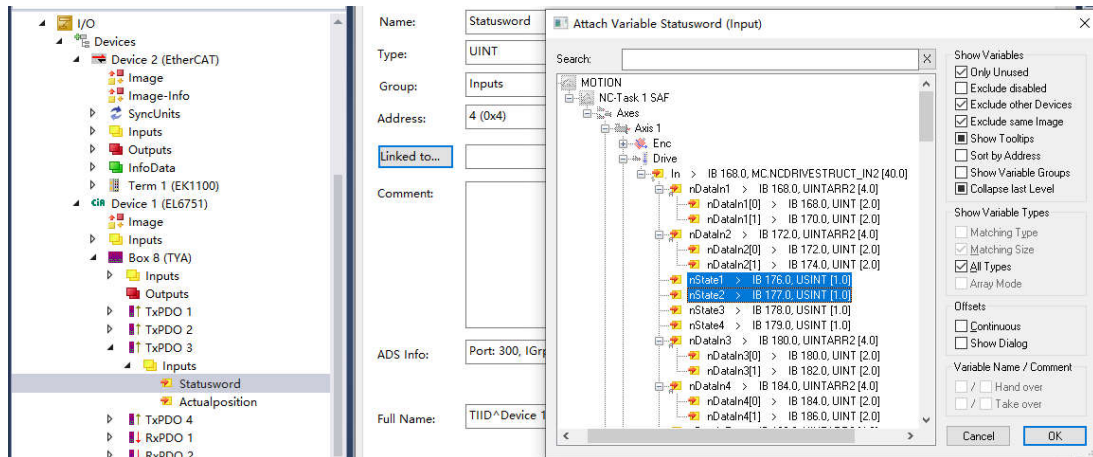 I/O
Devices
Device 2 (EtherCAT)
Image
Image-Info
SyncUnits
Inputs
Outputs
InfoData
Term 1 (EK1100)
Device 1 (EL6751)
Image
Inputs
Box 8 (TYA)
Inputs
Outputs
TxPDO 1
TxPDO 2
TxPDO 3
Inputs
Statusword
Actualposition
TxPDO 4
RxPDO 1
RxPDO 2
Name: Statusword
Type: UINT
Group: Inputs
Address: 4 (0x4)
Linked to...
Comment:
ADS Info: Port: 300, IGrp
Full Name: TIID^Device 1
Attach Variable Statusword (Input)
Search:
MOTION
NC-Task 1 SAF
Axes
Axis 1
Enc
Drive
In > IB 168.0, MC.NCDRIVESTRUCT_IN2 [40.0]
nDataIn1 > IB 168.0, UINTARR2 [4.0]
nDataIn1[0] > IB 168.0, UINT [2.0]
nDataIn1[1] > IB 170.0, UINT [2.0]
nDataIn2 > IB 172.0, UINTARR2 [4.0]
nDataIn2[0] > IB 172.0, UINT [2.0]
nDataIn2[1] > IB 174.0, UINT [2.0]
nState1 > IB 176.0, USINT [1.0]
nState2 > IB 177.0, USINT [1.0]
nState3 > IB 178.0, USINT [1.0]
nState4 > IB 179.0, USINT [1.0]
nDataIn3 > IB 180.0, UINTARR2 [4.0]
nDataIn3[0] > IB 180.0, UINT [2.0]
nDataIn3[1] > IB 182.0, UINT [2.0]
nDataIn4 > IB 184.0, UINTARR2 [4.0]
nDataIn4[0] > IB 184.0, UINT [2.0]
nDataIn4[1] > IB 186.0, UINT [2.0]
Show Variables
Only Unused
Exclude disabled
Exclude other Devices
Exclude same Image
Show Tooltips
Sort by Address
Show Variable Groups
Collapse last Level
Show Variable Types
Matching Type
Matching Size
All Types
Array Mode
Offsets
Continuous
Show Dialog
Variable Name / Comment
/ Hand over
/ Take over
Cancel OK